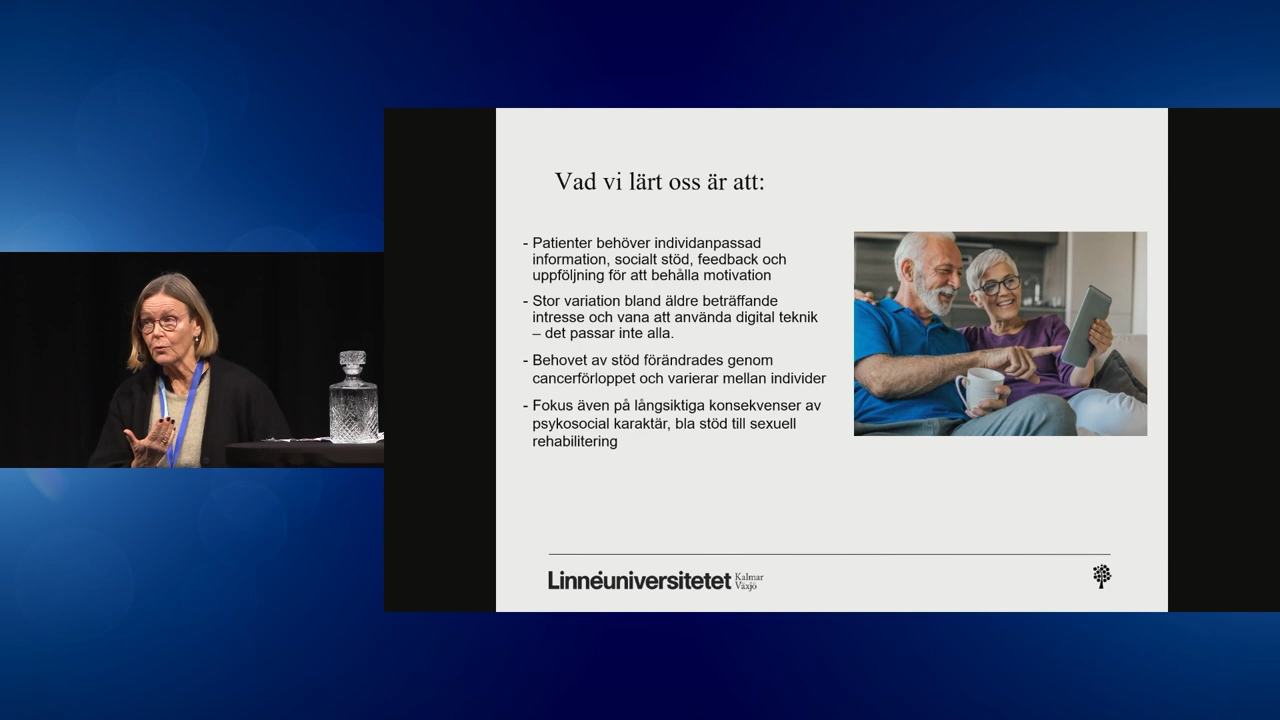 Vad vi lärt oss är att:
- Patienter behöver individanpassad
information, socialt stöd, feedback och
uppföljning för att behålla motivation
- Stor variation bland äldre beträffande
intresse och vana att använda digital teknik
– det passar inte alla.
- Behovet av stöd förändrades genom
cancerförloppet och varierar mellan individer
- Fokus även på långsiktiga konsekvenser av
psykosocial karaktär, bla stöd till sexuell
rehabilitering
Linnéuniversitetet Kalmar
Växjö